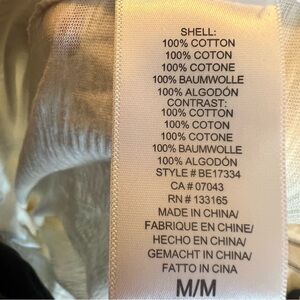 SHELL:
100% COTTON
100% COTON
100% COTONE
100% BAUMWOLLE
100% ALGODÓN
CONTRAST:
100% COTTON
100% COTON
100% COTONE
100% BAUMWOLLE
100% ALGODÓN
STYLE # BE17334
CA # 07043
RN # 133165
MADE IN CHINA/
FABRIQUE EN CHINE/
HECHO EN CHINA/
GEMACHT IN CHINA/
FATTO IN CINA
M/M